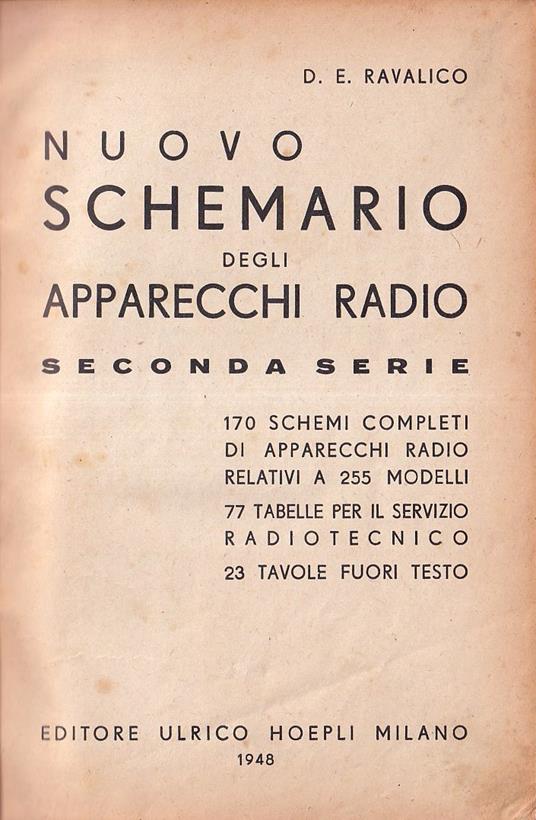 D. E. RAVALICO
NUOVO
SCHEMARIO
DEGLI
APPARECCHI RADIO
SECONDA SERIE
170 SCHEMI COMPLETI
DI APPARECCHI RADIO
RELATIVI A 255 MODELLI
77 TABELLE PER IL SERVIZIO
RADIOTECNICO
23 TAVOLE FUORI TESTO
EDITORE ULRICO HOEPLI MILANO
1948